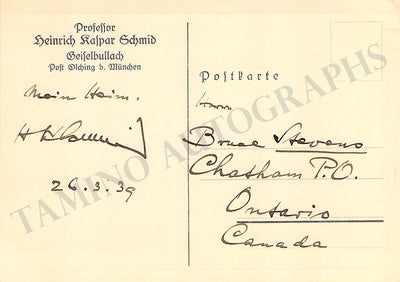 Professor
Heinrich Kaspar Schmid
Geiselbullach
Post Olching b. München
Mein Heim.
26.3.39
Postkarte
Herrn
Bruce Stevens
Chatham P.O.
Ontario
Canada
TAMINO AUTOGRAPHS